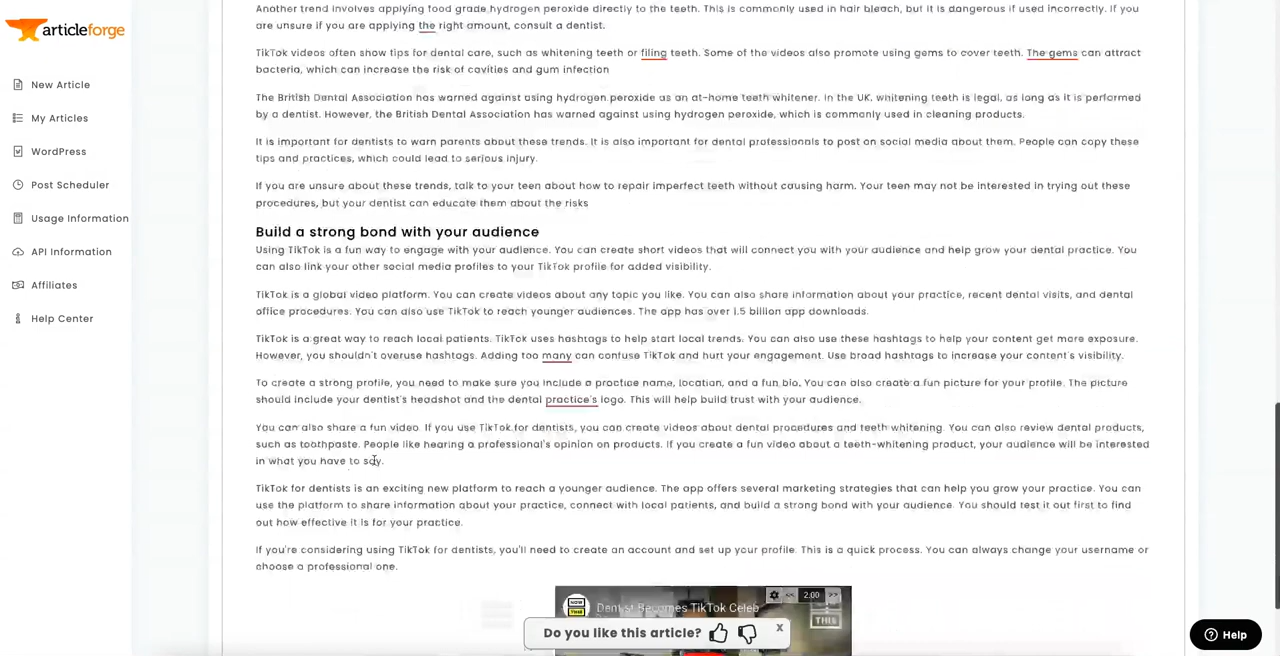 articleforge
New Article
My Articles
WordPress
Post Scheduler
Usage Information
API Information
Affiliates
Help Center
Another trend involves applying food grade hydrogen peroxide directly to the teeth. This is commonly used in hair bleach, but it is dangerous if used incorrectly. If you
are unsure if you are applying the right amount, consult a dentist.
TikTok videos often show tips for dental care, such as whitening teeth or filing teeth. Some of the videos also promote using gems to cover teeth. The gems can attract
bacteria, which can increase the risk of cavities and gum infection
The British Dental Association has warned against using hydrogen peroxide as an at-home teeth whitener. In the UK, whitening teeth is legal, as long as it is performed
by a dentist. However, the British Dental Association has warned against using hydrogen peroxide, which is commonly used in cleaning products.
It is important for dentists to warn parents about these trends. It is also important for dental professionals to post on social media about them. People can copy these
tips and practices, which could lead to serious injury.
If you are unsure about these trends, talk to your teen about how to repair imperfect teeth without causing harm. Your teen may not be interested in trying out these
procedures, but your dentist can educate them about the risks
Build a strong bond with your audience
Using TikTok is a fun way to engage with your audience. You can create short videos that will connect you with your audience and help grow your dental practice. You
can also link your other social media profiles to your TikTok profile for added visibility.
TikTok is a global video platform. You can create videos about any topic you like. You can also share information about your practice, recent dental visits, and dental
office procedures. You can also use TikTok to reach younger audiences. The app has over 1.5 billion app downloads.
TikTok is a great way to reach local patients. TikTok uses hashtags to help start local trends. You can also use these hashtags to help your content get more exposure.
However, you shouldn't overuse hashtags. Adding too many can confuse TikTok and hurt your engagement. Use broad hashtags to increase your content's visibility.
To create a strong profile, you need to make sure you include a practice name, location, and a fun bio. You can also create a fun picture for your profile. The picture
should include your dentist's headshot and the dental practice's logo. This will help build trust with your audience.
You can also share a fun video. If you use TikTok for dentists, you can create videos about dental procedures and teeth whitening. You can also review dental products,
such as toothpaste. People like hearing a professional's opinion on products. If you create a fun video about a teeth-whitening product, your audience will be interested
in what you have to say.
TikTok for dentists is an exciting new platform to reach a younger audience. The app offers several marketing strategies that can help you grow your practice. You can
use the platform to share information about your practice, connect with local patients, and build a strong bond with your audience. You should test it out first to find
out how effective it is for your practice.
If you're considering using TikTok for dentists, you'll need to create an account and set up your profile. This is a quick process. You can always change your username or
choose a professional one.
Dentist Becomes TikTok Celeb
<< 2.00 >>
THIS
Do you like this article?
x
Help